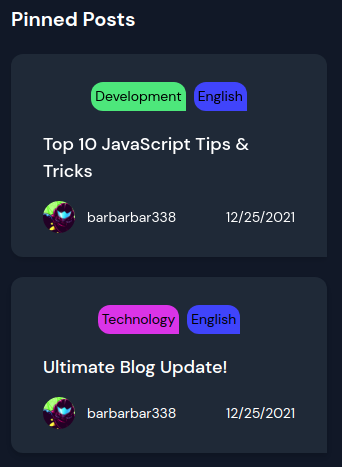 Pinned Posts
Development English
Top 10 JavaScript Tips &
Tricks
barbarbar338 12/25/2021
Technology English
Ultimate Blog Update!
barbarbar338 12/25/2021